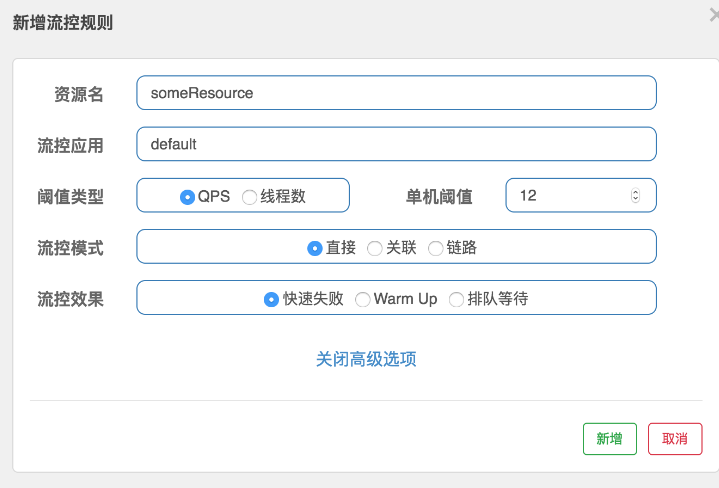 新增流控规则
资源名 someResource
流控应用 default
阈值类型 QPS 线程数 单机阈值 12
流控模式 直接 关联 链路
流控效果 快速失败 Warm Up 排队等待
关闭高级选项
新增 取消